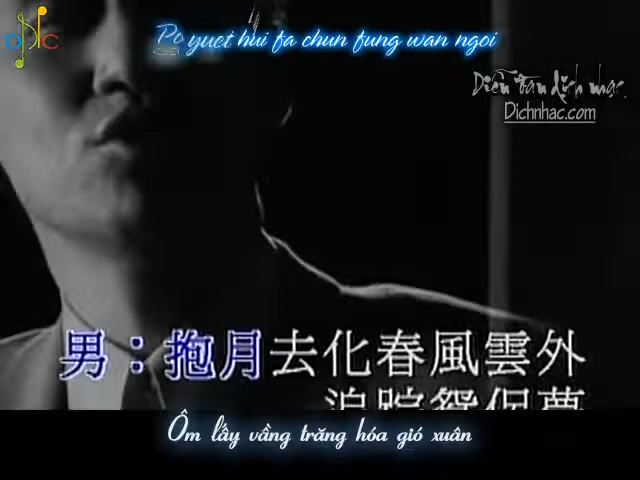 Po yuet hui fa chun fung wan ngoi
Diễn đàn dịch nhạc
Dichnhac.com
男：抱月去化春風雲外
Ôm lấy vầng trăng hóa gió xuân